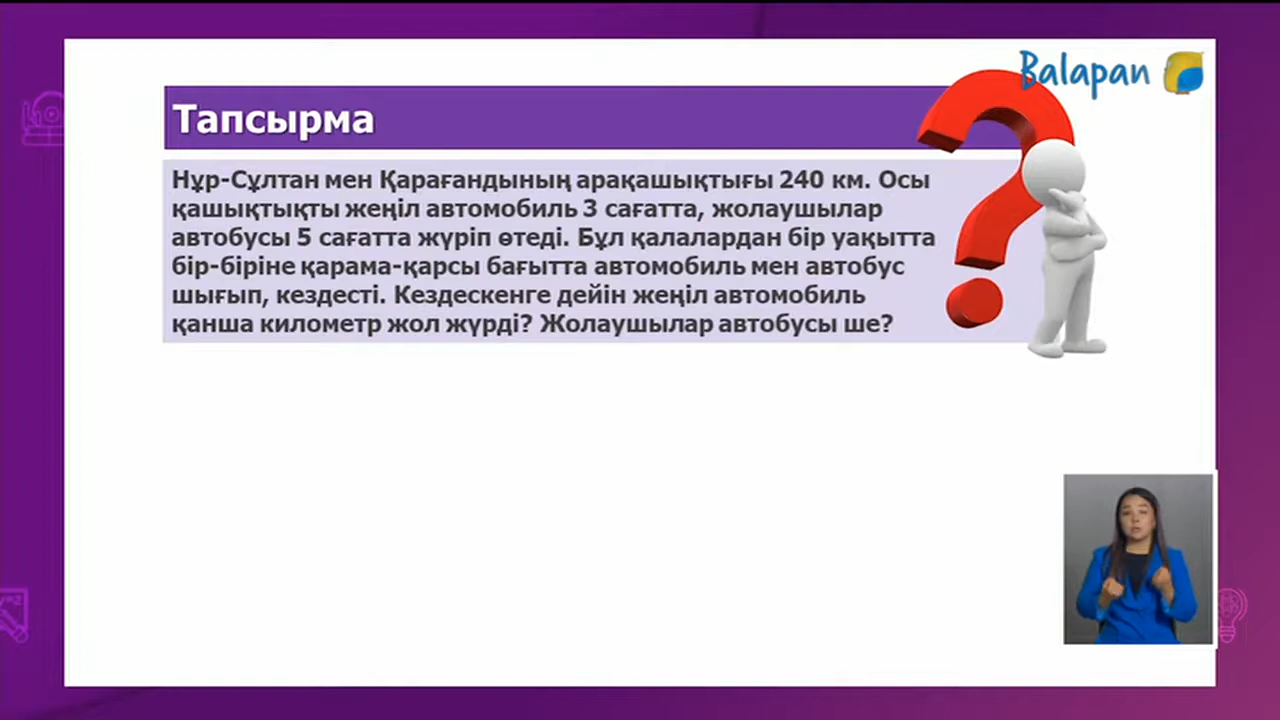 Balapan
Тапсырма
Нұр-Сұлтан мен Қарағандының арақашықтығы 240 км. Осы
қашықтықты жеңіл автомобиль 3 сағатта, жолаушылар
автобусы 5 сағатта жүріп өтеді. Бұл қалалардан бір уақытта
бір-біріне қарама-қарсы бағытта автомобиль мен автобус
шығып, кездесті. Кездескенге дейін жеңіл автомобиль
қанша километр жол жүрді? Жолаушылар автобусы ше?